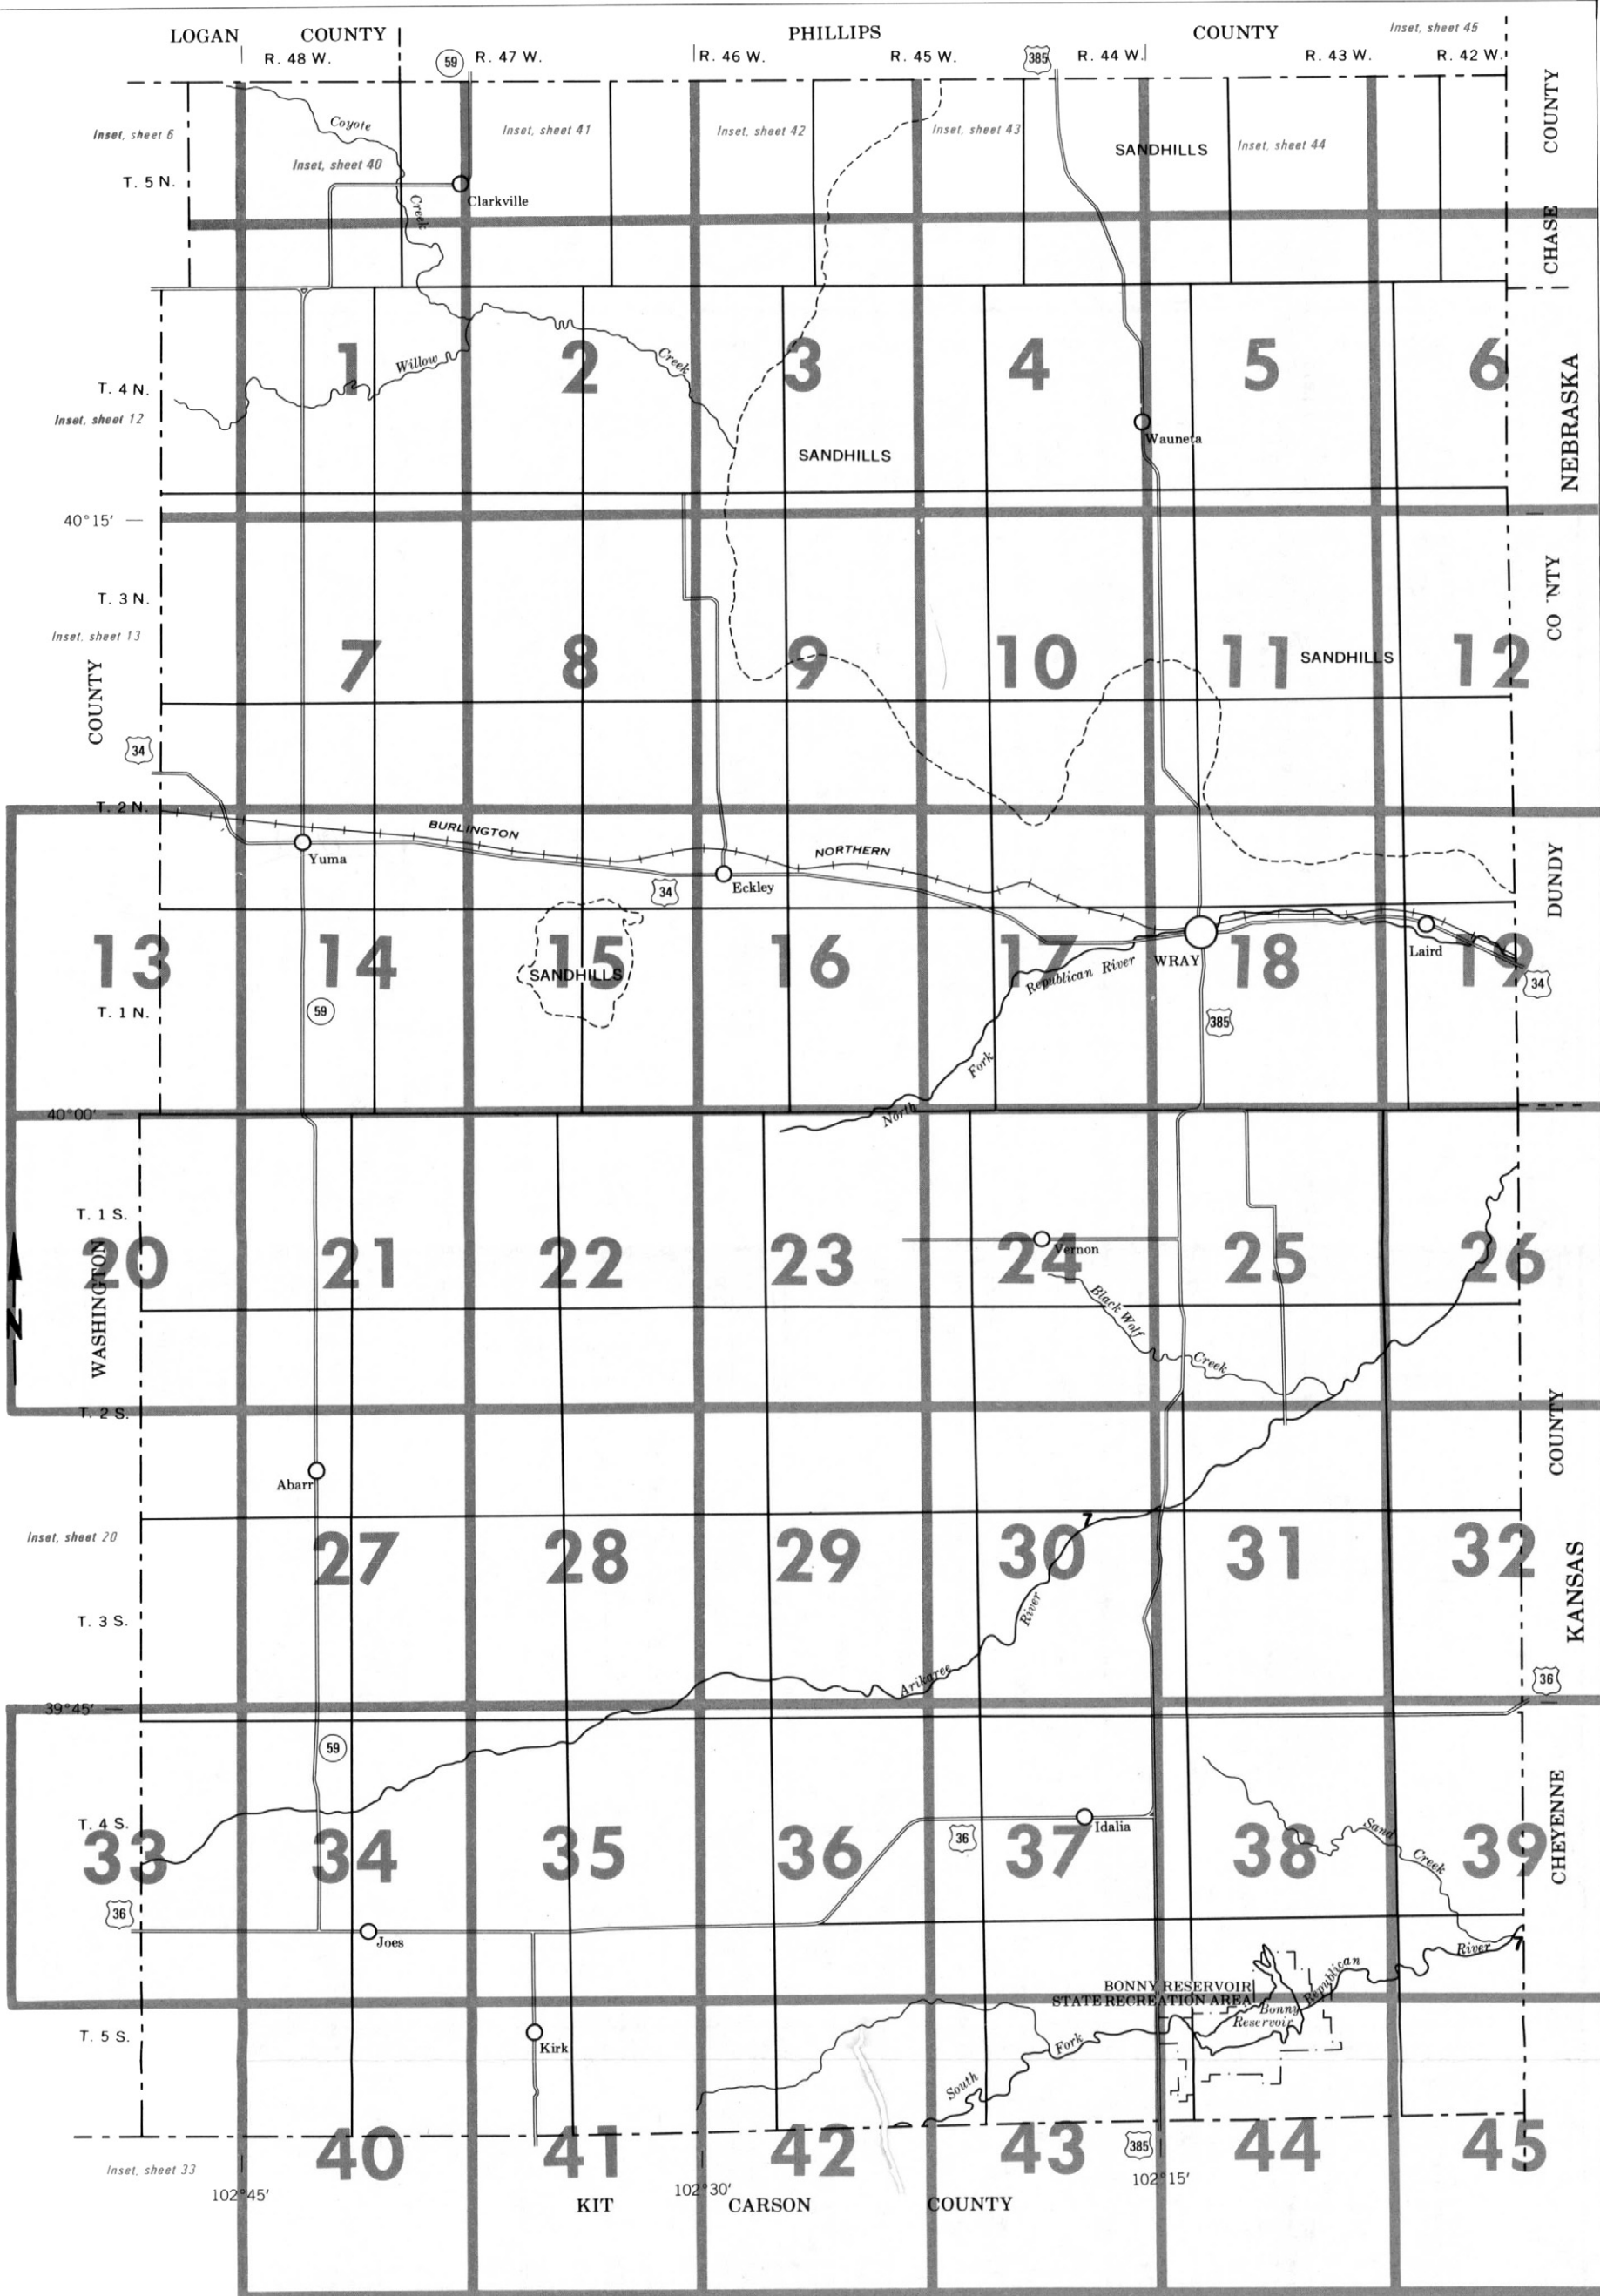 LOGAN COUNTY PHILLIPS COUNTY Inset, sheet 45
R. 48 W. 59 R. 47 W. R. 46 W. R. 45 W. 385 R. 44 W. R. 43 W. R. 42 W.
COUNTY
Inset, sheet 6 Coyote Inset, sheet 41 Inset, sheet 42 Inset, sheet 43 SANDHILLS Inset, sheet 44
Inset, sheet 40
T. 5 N.
Clarkville
Creek
CHASE
1 2 3 4 5 6
Willow Creek
T. 4 N.
Inset, sheet 12
NEBRASKA
Wauneta
SANDHILLS
40°15′
T. 3 N.
CO NTY
Inset, sheet 13
7 8 9 10 11 SANDHILLS 12
COUNTY
34
T. 2 N.
BURLINGTON NORTHERN
Yuma
34 Eckley
DUNDY
13 14 15 16 17 18 19
SANDHILLS
Republican River WRAY Laird
34
T. 1 N. 59 385
Fork
40°00′
North
T. 1 S.
20 21 22 23 24 25 26
Vernon
WASHINGTON
N
Black Wolf
Creek
T. 2 S.
COUNTY
Abarr
Inset, sheet 20
27 28 29 30 31 32
KANSAS
T. 3 S.
River
Arikaree
36
39°45′
59
T. 4 S.
33 34 35 36 37 38 39
36 Idalia
Sand
Creek
CHEYENNE
36
Joes
River
Republican
BONNY RESERVOIR
STATE RECREATION AREA
Bonny
Reservoir
T. 5 S.
Kirk
Fork
South
40 41 42 43 44 45
385
Inset, sheet 33
102°45′ 102°30′ 102°15′
KIT CARSON COUNTY